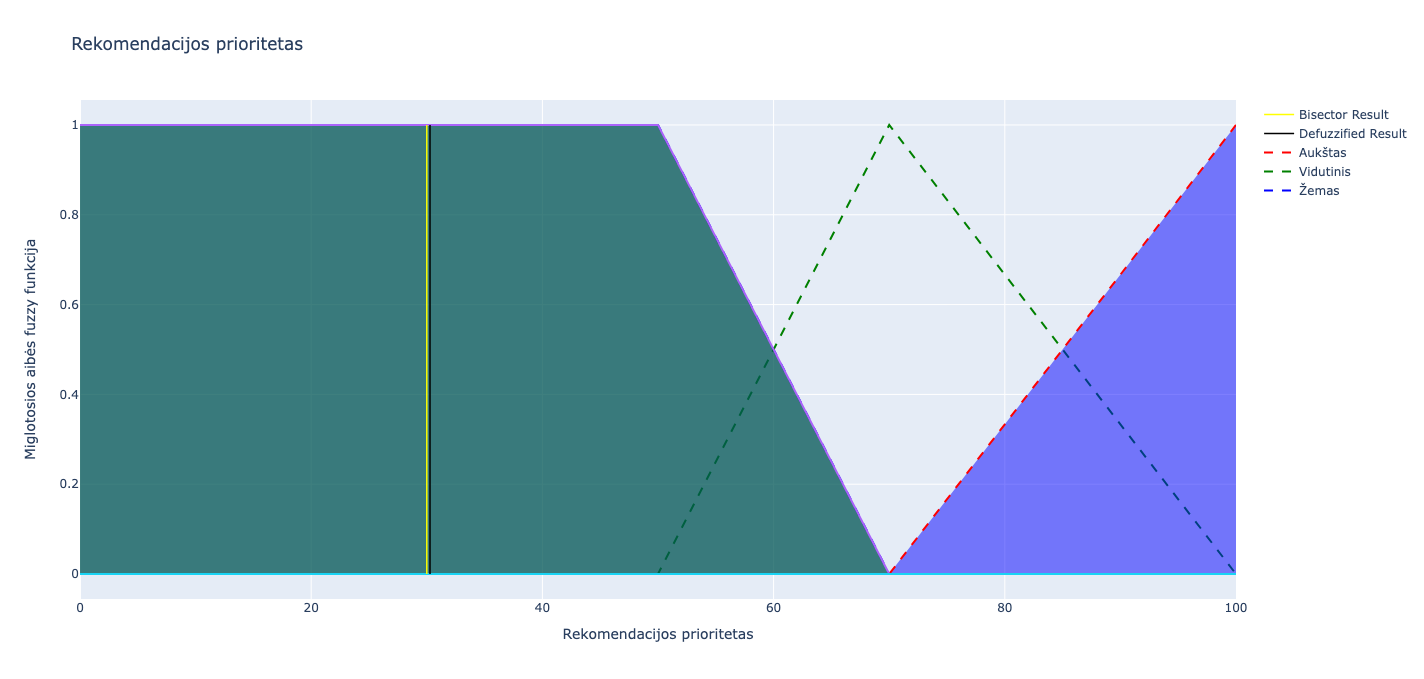 Rekomendacijos prioritetas
Bisector Result
Defuzzified Result
Aukštas
Vidutinis
Žemas
Miglotosios aibės fuzzy funkcija
1
0.8
0.6
0.4
0.2
0
0 20 40 60 80 100
Rekomendacijos prioritetas